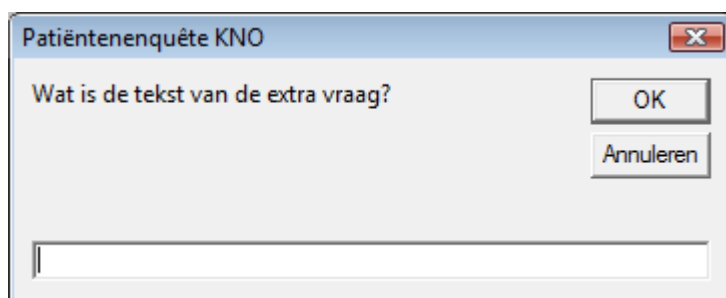 Patiëntenenquête KNO
Wat is de tekst van de extra vraag?
OK
Annuleren